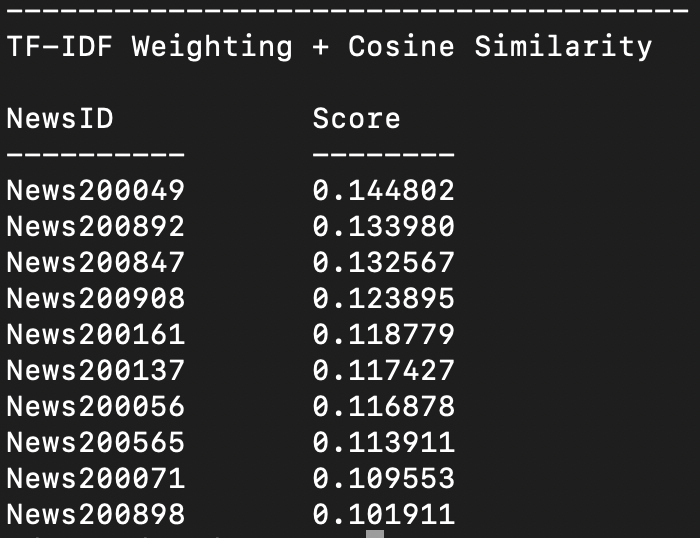 ----------------------------------------
TF-IDF Weighting + Cosine Similarity
NewsID Score
---------- --------
News200049 0.144802
News200892 0.133980
News200847 0.132567
News200908 0.123895
News200161 0.118779
News200137 0.117427
News200056 0.116878
News200565 0.113911
News200071 0.109553
News200898 0.101911